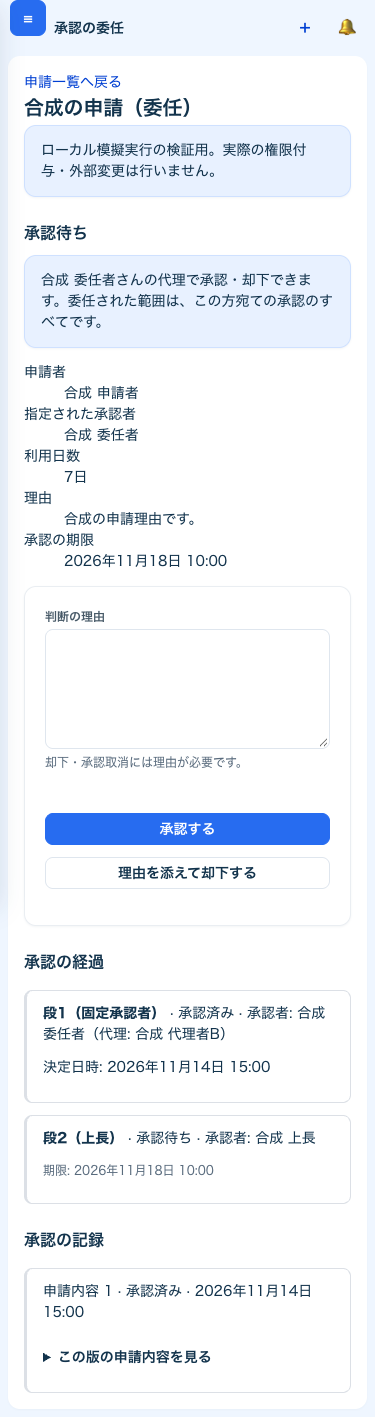 承認の委任
+
申請一覧へ戻る
合成の申請（委任）
ローカル模擬実行の検証用。実際の権限付
与・外部変更は行いません。
承認待ち
合成 委任者さんの代理で承認・却下できま
す。委任された範囲は、この方宛ての承認のす
べてです。
申請者
合成 申請者
指定された承認者
合成 委任者
利用日数
7日
理由
合成の申請理由です。
承認の期限
2026年11月18日 10:00
判断の理由
却下・承認取消には理由が必要です。
承認する
理由を添えて却下する
承認の経過
段1（固定承認者） · 承認済み · 承認者: 合成
委任者（代理: 合成 代理者B）
決定日時: 2026年11月14日 15:00
段2（上長） · 承認待ち · 承認者: 合成 上長
期限: 2026年11月18日 10:00
承認の記録
申請内容 1 · 承認済み · 2026年11月14日
15:00
▶ この版の申請内容を見る